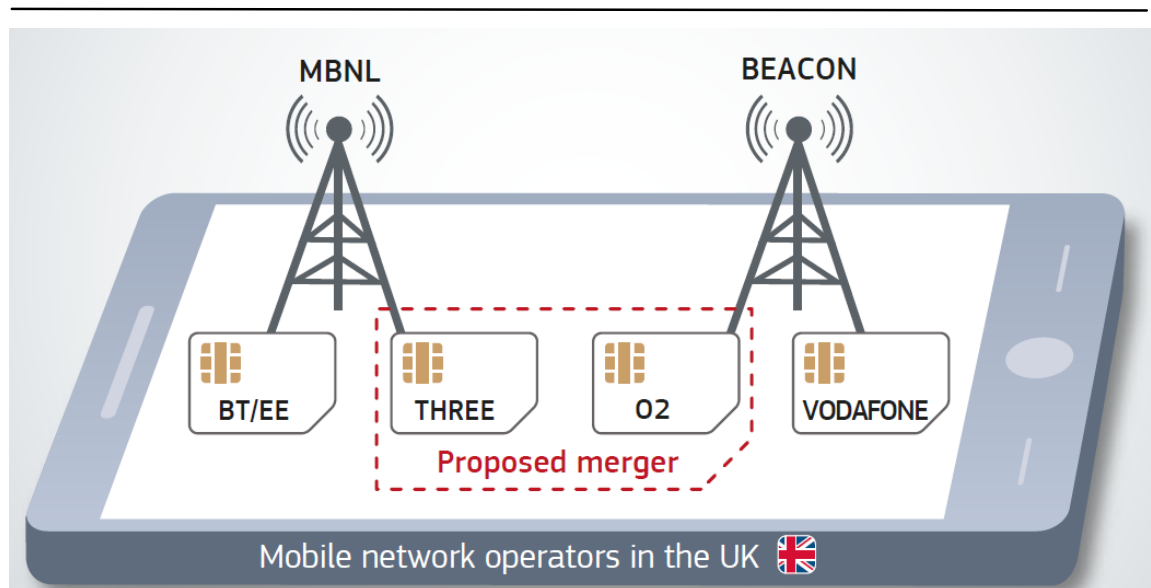 MBNL
BEACON
BT/EE
THREE
O2
VODAFONE
Proposed merger
Mobile network operators in the UK